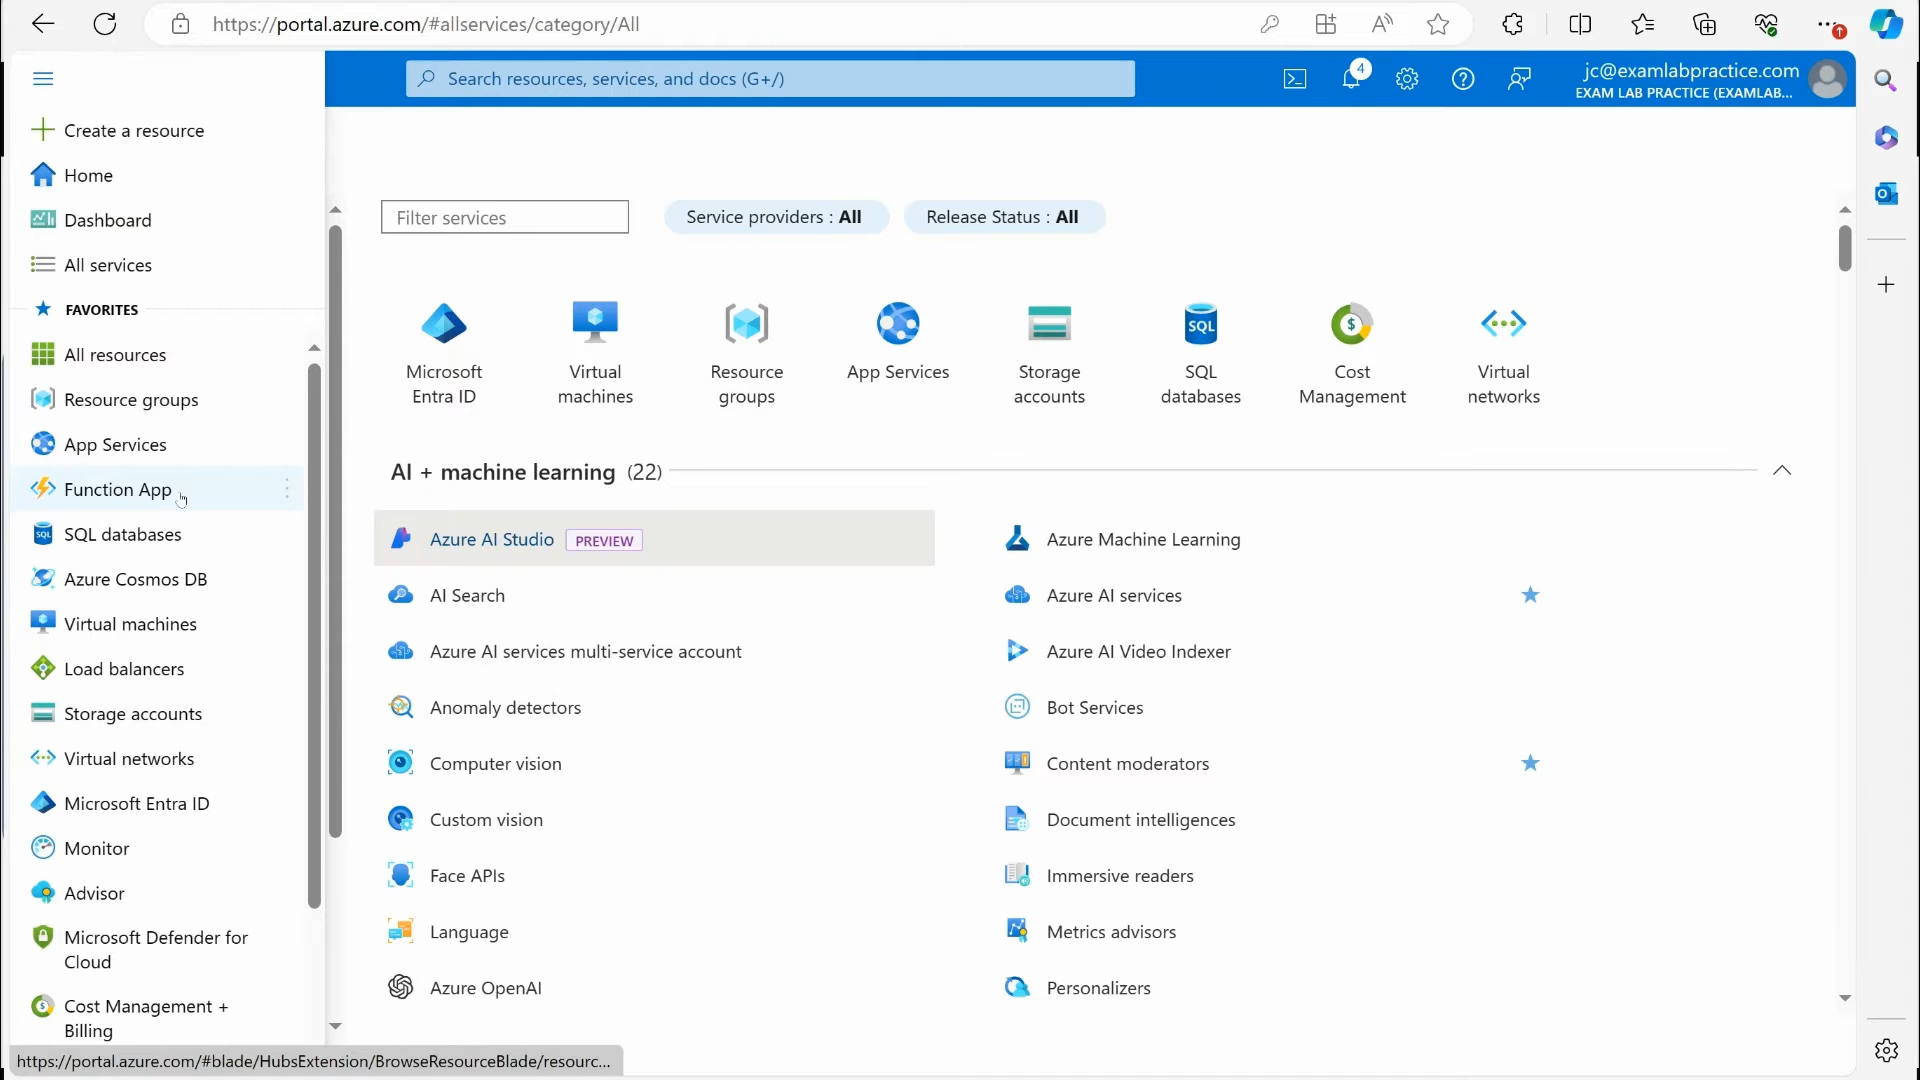 https://portal.azure.com/#allservices/category/All
Search resources, services, and docs (G+/)
4
jc@examlabpractice.com
EXAM LAB PRACTICE (EXAMLAB...
Create a resource
Home
Dashboard
All services
FAVORITES
All resources
Resource groups
App Services
Function App
SQL databases
Azure Cosmos DB
Virtual machines
Load balancers
Storage accounts
Virtual networks
Microsoft Entra ID
Monitor
Advisor
Microsoft Defender for
Cloud
Cost Management +
Billing
Filter services
Service providers : All
Release Status : All
Microsoft
Entra ID
Virtual
machines
Resource
groups
App Services
Storage
accounts
SQL
SQL
databases
Cost
Management
Virtual
networks
AI + machine learning (22)
Azure AI Studio PREVIEW
Azure Machine Learning
AI Search
Azure AI services
Azure AI services multi-service account
Azure AI Video Indexer
Anomaly detectors
Bot Services
Computer vision
Content moderators
Custom vision
Document intelligences
Face APIs
Immersive readers
Language
Metrics advisors
Azure OpenAI
Personalizers
https://portal.azure.com/#blade/HubsExtension/BrowseResourceBlade/resourc...